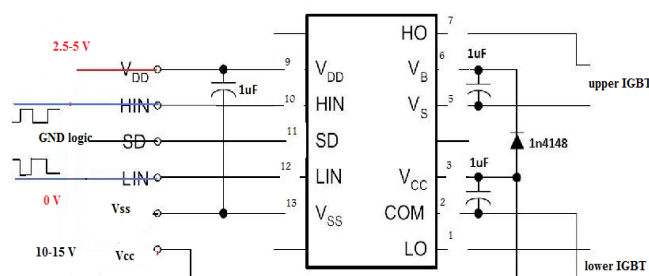 2.5-5 V
VDD
9
VDD
1uF
HIN
10
HIN
GND logic
SD
11
SD
LIN
12
LIN
0 V
Vss
13
VSS
10-15 V
Vcc
HO
7
VB
6
1uF
upper IGBT
VS
5
1n4148
VCC
3
1uF
COM
2
LO
1
lower IGBT